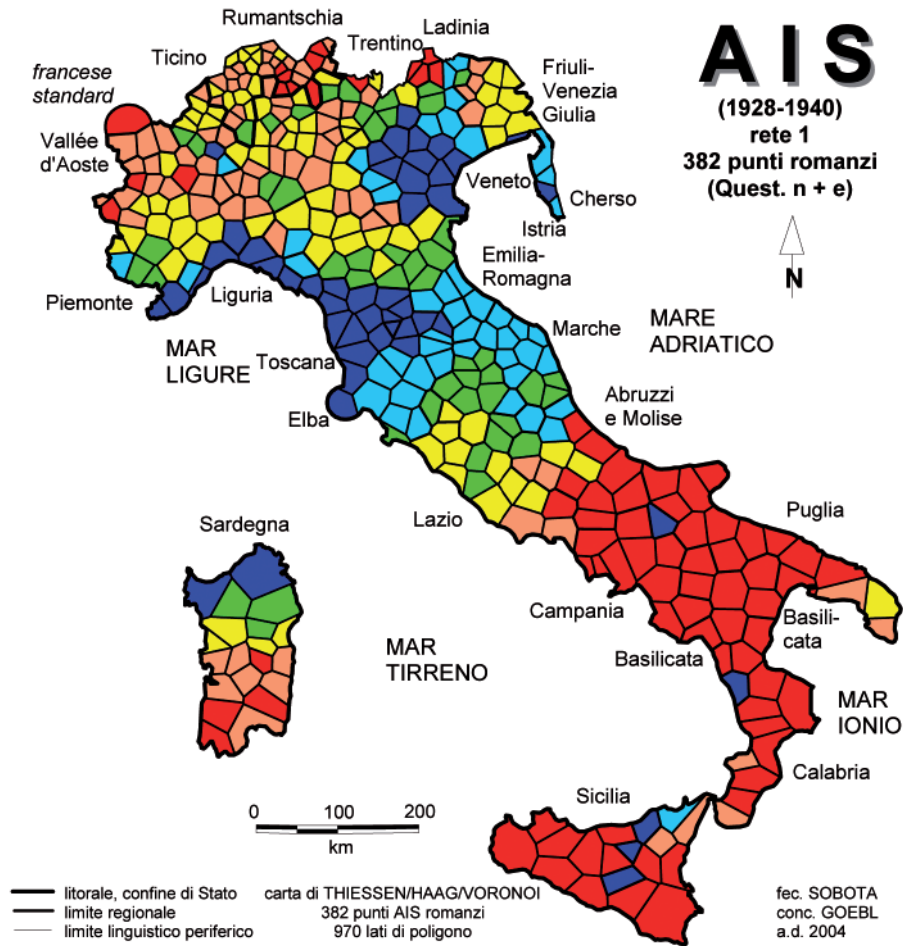 Rumantschia
Ladinia
Trentino
Ticino
francese
standard
Vallée
d'Aoste
Friuli-
Venezia
Giulia
A I S
(1928-1940)
rete 1
382 punti romanzi
(Quest. n + e)
N
Veneto
Cherso
Istria
Emilia-
Romagna
Piemonte
Liguria
Marche
MARE
ADRIATICO
MAR
LIGURE
Toscana
Elba
Abruzzi
e Molise
Lazio
Puglia
Sardegna
Campania
Basili-
cata
Basilicata
MAR
TIRRENO
MAR
IONIO
Calabria
Sicilia
0 100 200
km
litorale, confine di Stato
limite regionale
limite linguistico periferico
carta di THIESSEN/HAAG/VORONOI
382 punti AIS romanzi
970 lati di poligono
fec. SOBOTA
conc. GOEBL
a.d. 2004